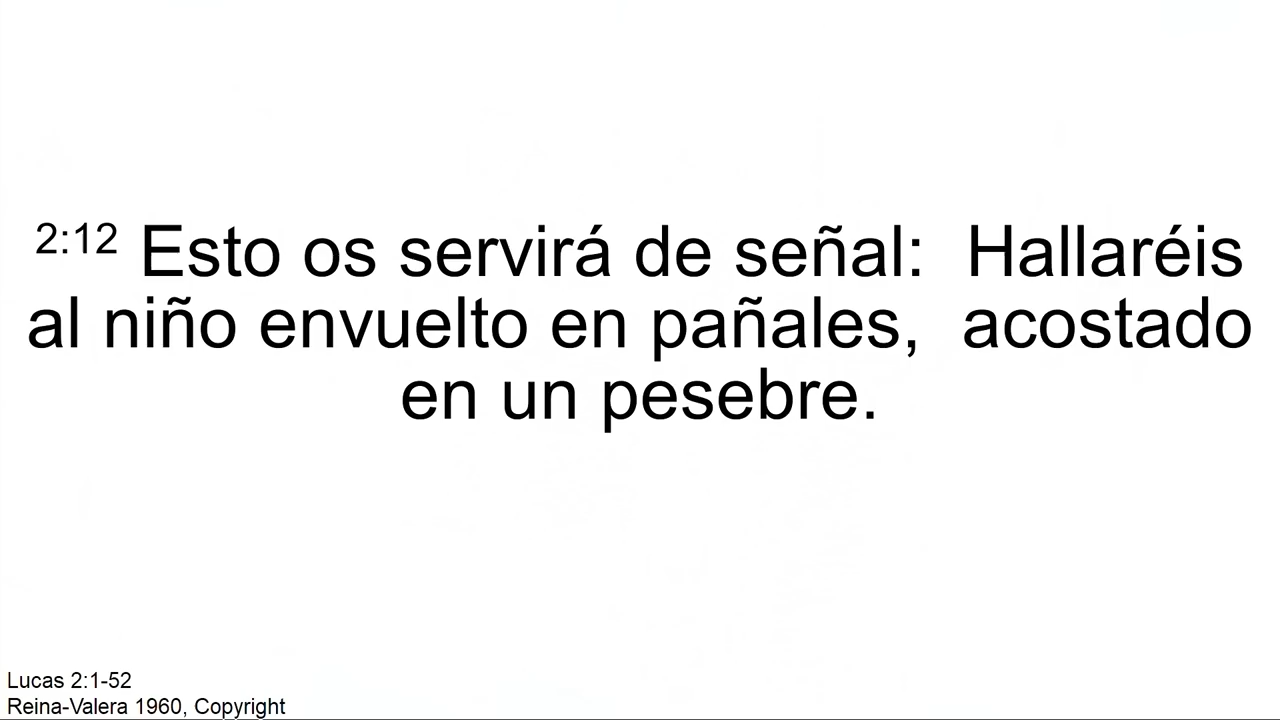 2:12 Esto os servirá de señal:  Hallaréis
al niño envuelto en pañales,  acostado
en un pesebre.
Lucas 2:1-52
Reina-Valera 1960, Copyright